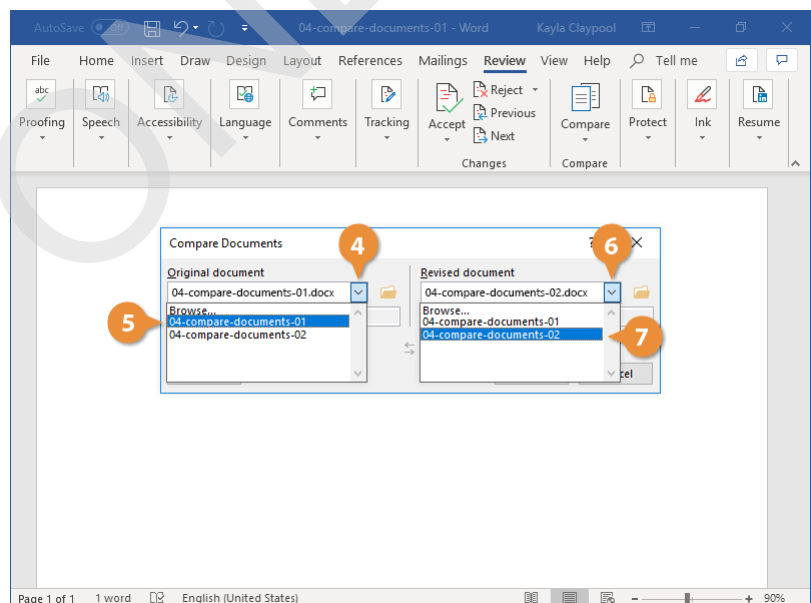 AutoSave Off 04-compare-documents-01 - Word Kayla Claypool
File Home Insert Draw Design Layout References Mailings Review View Help Tell me
abc
Proofing Speech Accessibility Language Comments Tracking Accept Reject Previous Next Compare Protect Ink Resume
Changes Compare
Compare Documents ? X
4 6
Original document Revised document
04-compare-documents-01.docx 04-compare-documents-02.docx
Browse... Browse...
5 04-compare-documents-01 04-compare-documents-01
04-compare-documents-02 04-compare-documents-02 7
cel
Page 1 of 1 1 word English (United States) 90%